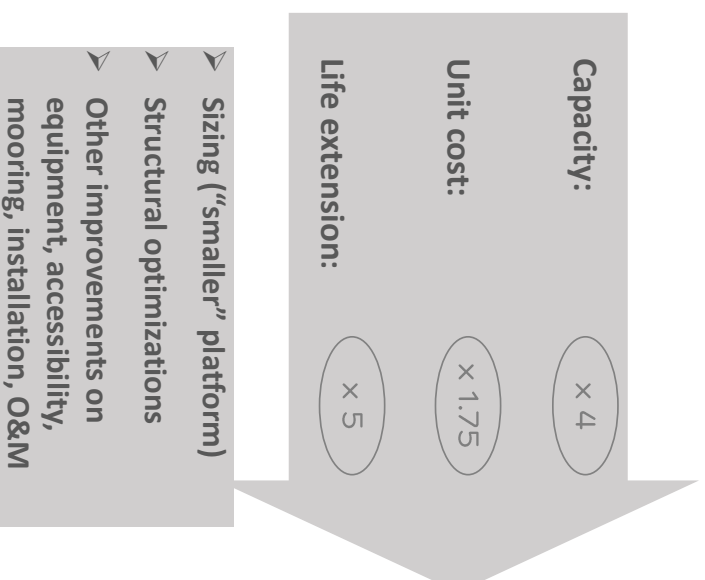 Capacity: × 4
Unit cost: × 1.75
Life extension: × 5
➢ Sizing (“smaller” platform)
➢ Structural optimizations
➢ Other improvements on
equipment, accessibility,
mooring, installation, O&M